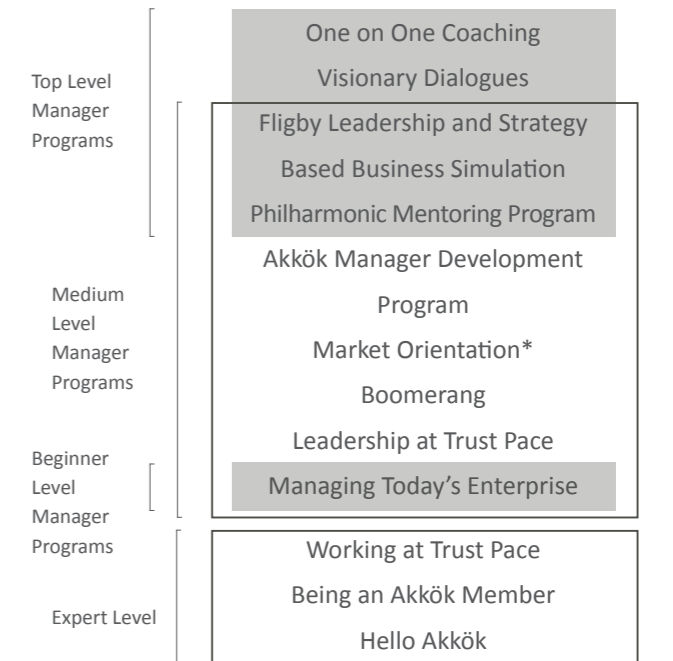 Top Level
Manager
Programs
One on One Coaching
Visionary Dialogues
Fligby Leadership and Strategy
Based Business Simulation
Philharmonic Mentoring Program
Medium
Level
Manager
Programs
Akkök Manager Development
Program
Market Orientation*
Boomerang
Leadership at Trust Pace
Beginner
Level
Manager
Programs
Managing Today’s Enterprise
Expert Level
Working at Trust Pace
Being an Akkök Member
Hello Akkök